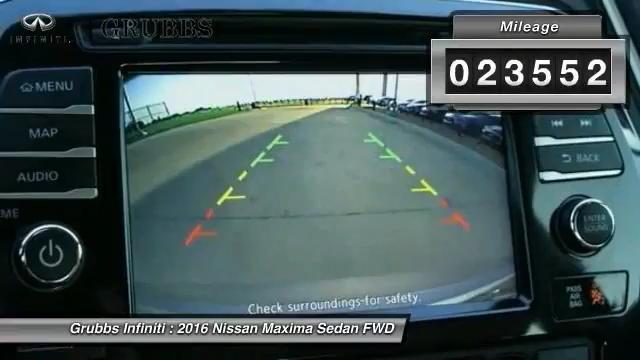 INFINITI.
GRUBBS
Mileage
023552
MENU
MAP
AUDIO
BACK
ENTER
SOUND
PASS
AIR
BAG
Check surroundings for safety.
Grubbs Infiniti : 2016 Nissan Maxima Sedan FWD